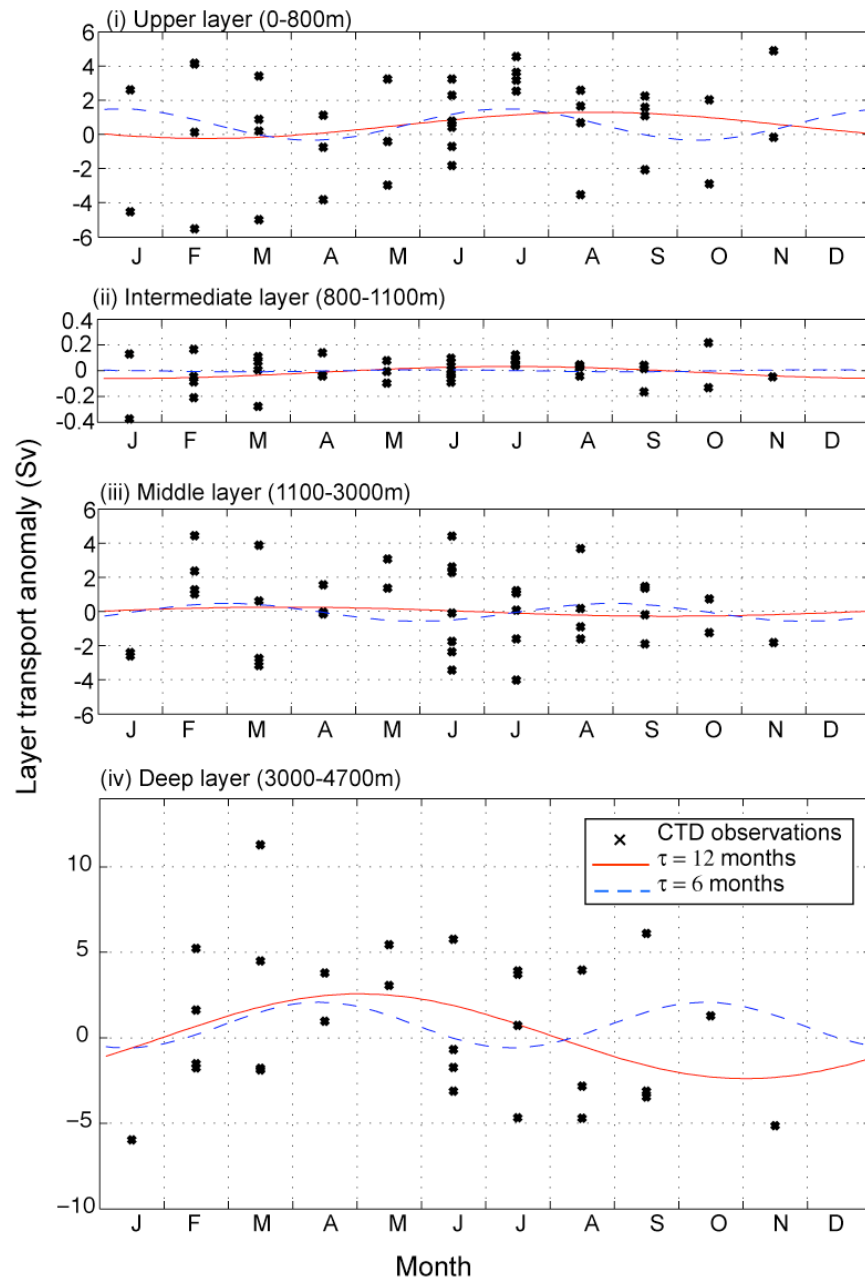 (i) Upper layer (0-800m)
6
4
2
0
-2
-4
-6
J F M A M J J A S O N D
(ii) Intermediate layer (800-1100m)
0.4
0.2
0
-0.2
-0.4
J F M A M J J A S O N D
Layer transport anomaly (Sv)
(iii) Middle layer (1100-3000m)
6
4
2
0
-2
-4
-6
J F M A M J J A S O N D
(iv) Deep layer (3000-4700m)
10
5
0
−5
−10
CTD observations
τ = 12 months
τ = 6 months
J F M A M J J A S O N D
Month